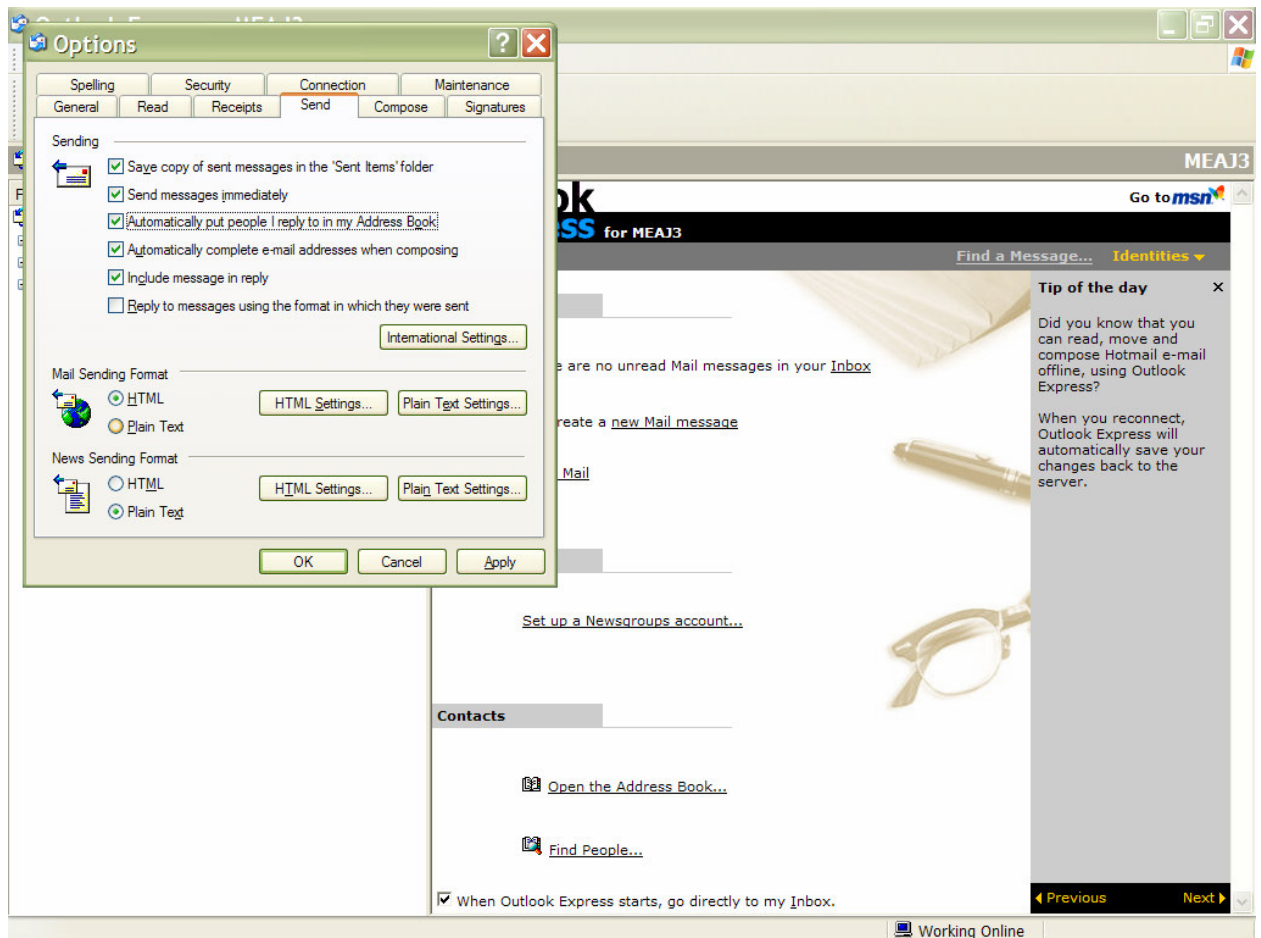 Options
Spelling Security Connection Maintenance
General Read Receipts Send Compose Signatures
Sending
Save copy of sent messages in the 'Sent Items' folder
Send messages immediately
Automatically put people I reply to in my Address Book
Automatically complete e-mail addresses when composing
Include message in reply
Reply to messages using the format in which they were sent
International Settings...
Mail Sending Format
HTML
HTML Settings... Plain Text Settings...
Plain Text
News Sending Format
HTML
HTML Settings... Plain Text Settings...
Plain Text
OK Cancel Apply
MEAJ3
Go to msn
for MEAJ3
Find a Message... Identities
are no unread Mail messages in your Inbox
a new Mail message
Mail
Set up a Newsgroups account...
Contacts
Open the Address Book...
Find People...
When Outlook Express starts, go directly to my Inbox.
Tip of the day
Did you know that you
can read, move and
compose Hotmail e-mail
offline, using Outlook
Express?
When you reconnect,
Outlook Express will
automatically save your
changes back to the
server.
Previous Next
Working Online